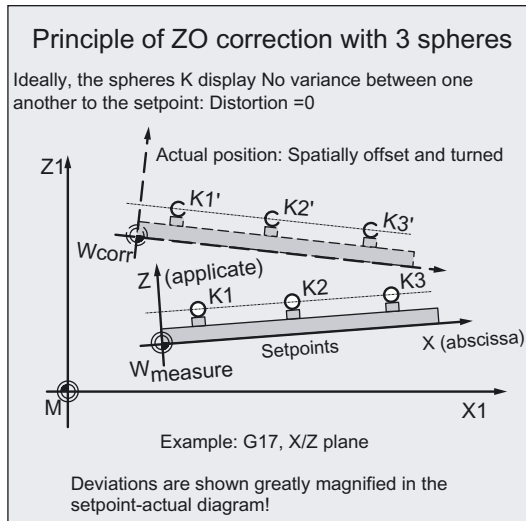 Principle of ZO correction with 3 spheres
Ideally, the spheres K display No variance between one
another to the setpoint: Distortion =0
Z1
Actual position: Spatially offset and turned
K1'
K2'
K3'
Wcorr
Z (applicate)
K1
K2
K3
Setpoints
X (abscissa)
Wmeasure
M
X1
Example: G17, X/Z plane
Deviations are shown greatly magnified in the
setpoint-actual diagram!